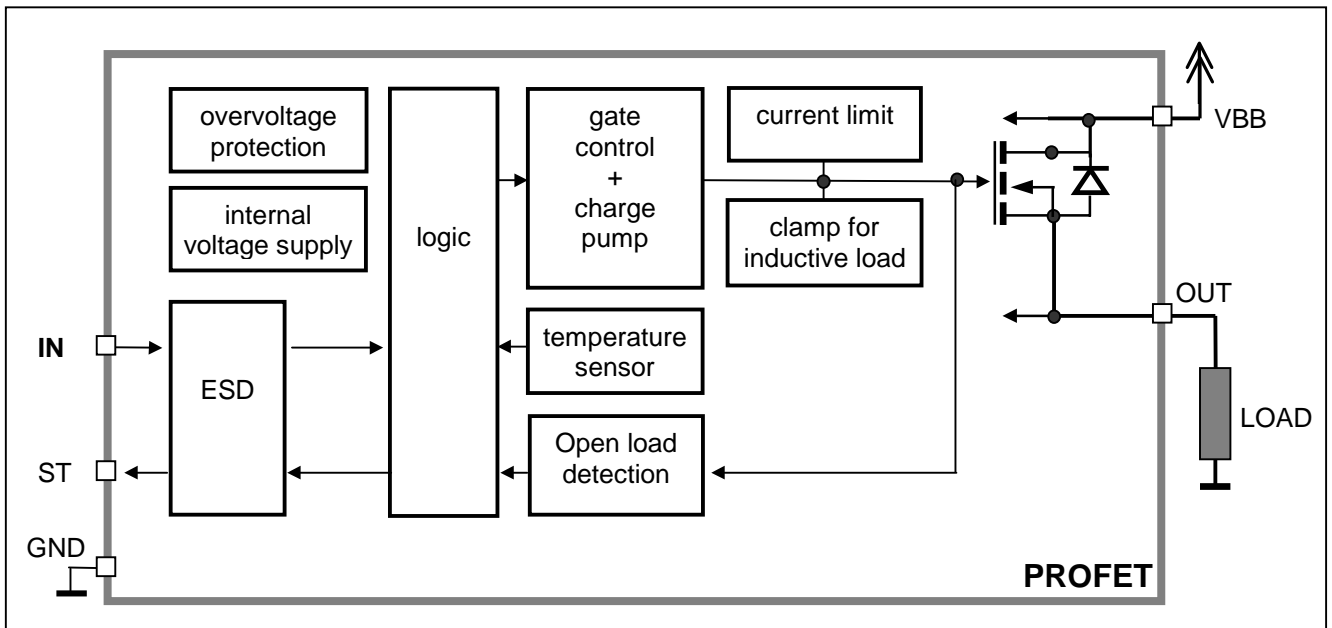 overvoltage
protection
internal
voltage supply
logic
gate
control
+
charge
pump
current limit
clamp for
inductive load
VBB
OUT
IN
ESD
temperature
sensor
LOAD
ST
Open load
detection
GND
PROFET